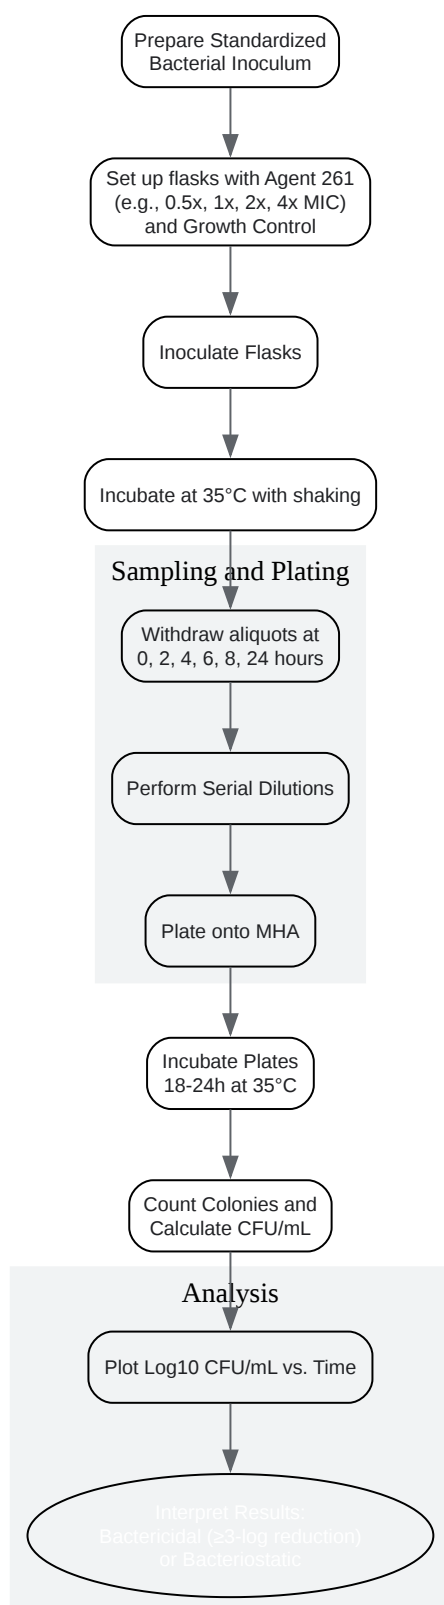 Prepare Standardized
Bacterial Inoculum
Set up flasks with Agent 261
(e.g., 0.5x, 1x, 2x, 4x MIC)
and Growth Control
Inoculate Flasks
Incubate at 35°C with shaking
Sampling and Plating
Withdraw aliquots at
0, 2, 4, 6, 8, 24 hours
Perform Serial Dilutions
Plate onto MHA
Incubate Plates
18-24h at 35°C
Count Colonies and
Calculate CFU/mL
Analysis
Plot Log10 CFU/mL vs. Time
Interpret Results:
Bactericidal (≥3-log reduction)
or Bacteriostatic